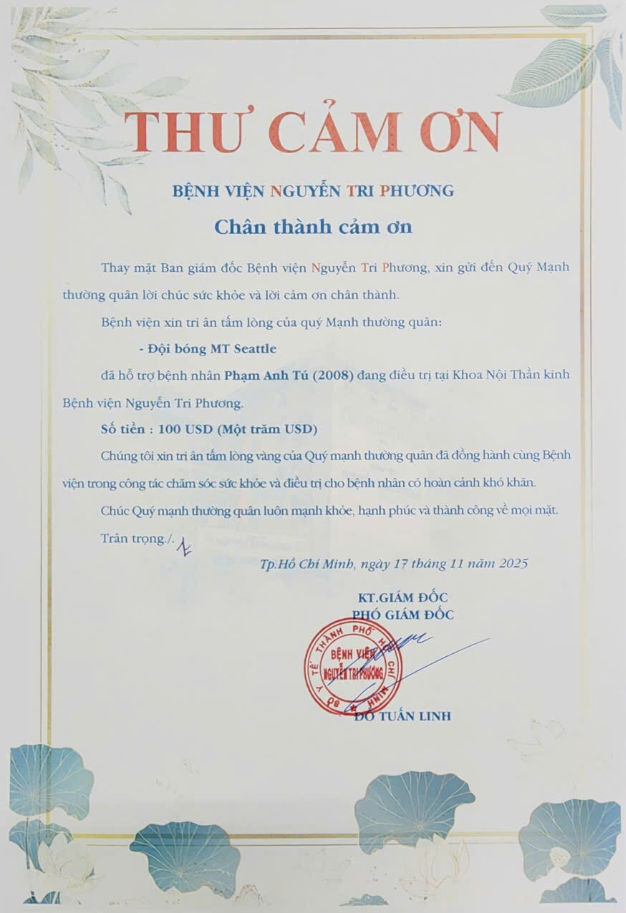 THƯ CẢM ƠN
BỆNH VIỆN NGUYỄN TRI PHƯƠNG
Chân thành cảm ơn
Thay mặt Ban giám đốc Bệnh viện Nguyễn Tri Phương, xin gửi đến Quý Mạnh
thường quân lời chúc sức khỏe và lời cảm ơn chân thành.
Bệnh viện xin tri ân tấm lòng của quý Mạnh thường quân:
- Đội bóng MT Seattle
đã hỗ trợ bệnh nhân Phạm Anh Tú (2008) đang điều trị tại Khoa Nội Thần kinh
Bệnh viện Nguyễn Tri Phương.
Số tiền : 100 USD (Một trăm USD)
Chúng tôi xin tri ân tấm lòng vàng của Quý mạnh thường quân đã đồng hành cùng Bệnh
viện trong công tác chăm sóc sức khỏe và điều trị cho bệnh nhân có hoàn cảnh khó khăn.
Chúc Quý mạnh thường quân luôn mạnh khỏe, hạnh phúc và thành công về mọi mặt.
Trân trọng./.
Tp.Hồ Chí Minh, ngày 17 tháng 11 năm 2025
KT.GIÁM ĐỐC
PHÓ GIÁM ĐỐC
SỞ Y TẾ THÀNH PHỐ HỒ CHÍ MINH
BỆNH VIỆN
NGUYỄN TRI PHƯƠNG
ĐỖ TUẤN LINH